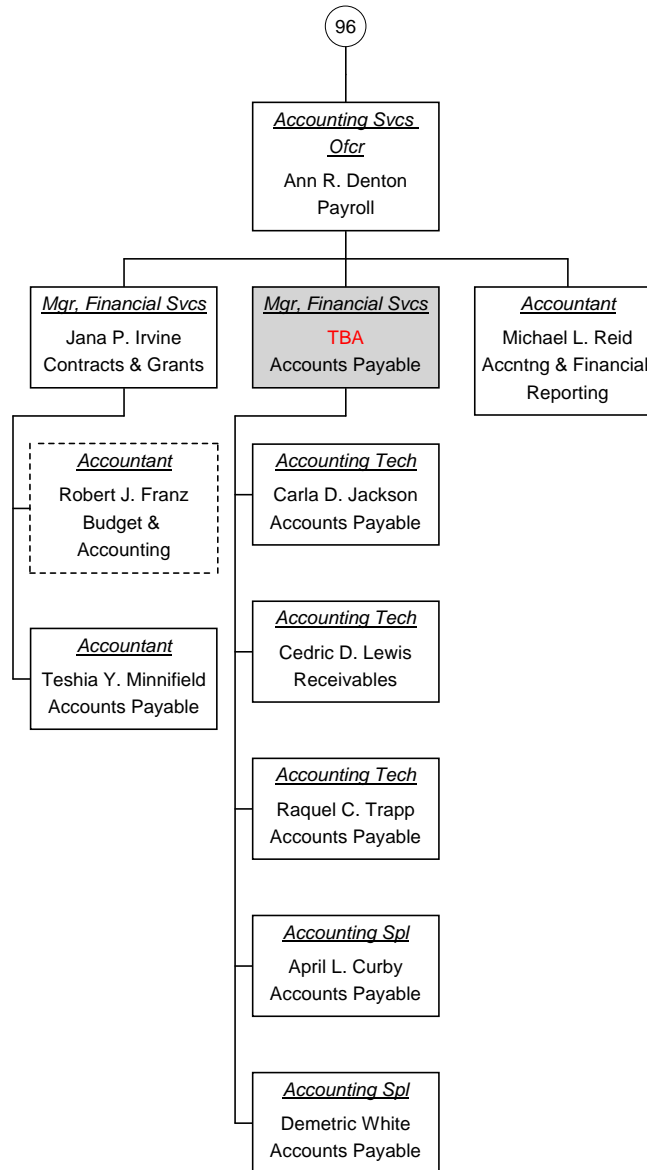 96
Accounting Svcs
Ofcr
Ann R. Denton
Payroll
Mgr, Financial Svcs
Jana P. Irvine
Contracts & Grants
Mgr, Financial Svcs
TBA
Accounts Payable
Accountant
Michael L. Reid
Accntng & Financial
Reporting
Accountant
Robert J. Franz
Budget &
Accounting
Accountant
Teshia Y. Minnifield
Accounts Payable
Accounting Tech
Carla D. Jackson
Accounts Payable
Accounting Tech
Cedric D. Lewis
Receivables
Accounting Tech
Raquel C. Trapp
Accounts Payable
Accounting Spl
April L. Curby
Accounts Payable
Accounting Spl
Demetric White
Accounts Payable